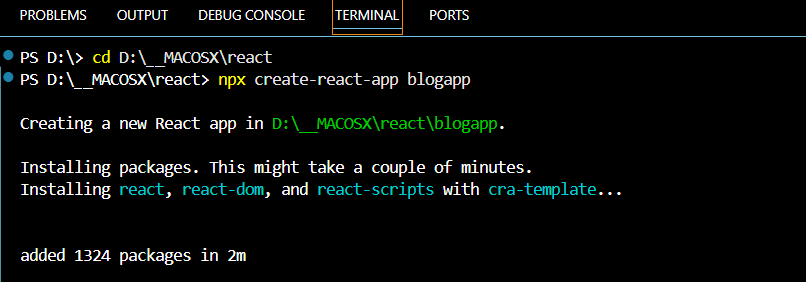 PROBLEMS OUTPUT DEBUG CONSOLE TERMINAL PORTS
PS D:\> cd D:\__MACOSX\react
PS D:\__MACOSX\react> npx create-react-app blogapp
Creating a new React app in D:\__MACOSX\react\blogapp.
Installing packages. This might take a couple of minutes.
Installing react, react-dom, and react-scripts with cra-template...
added 1324 packages in 2m